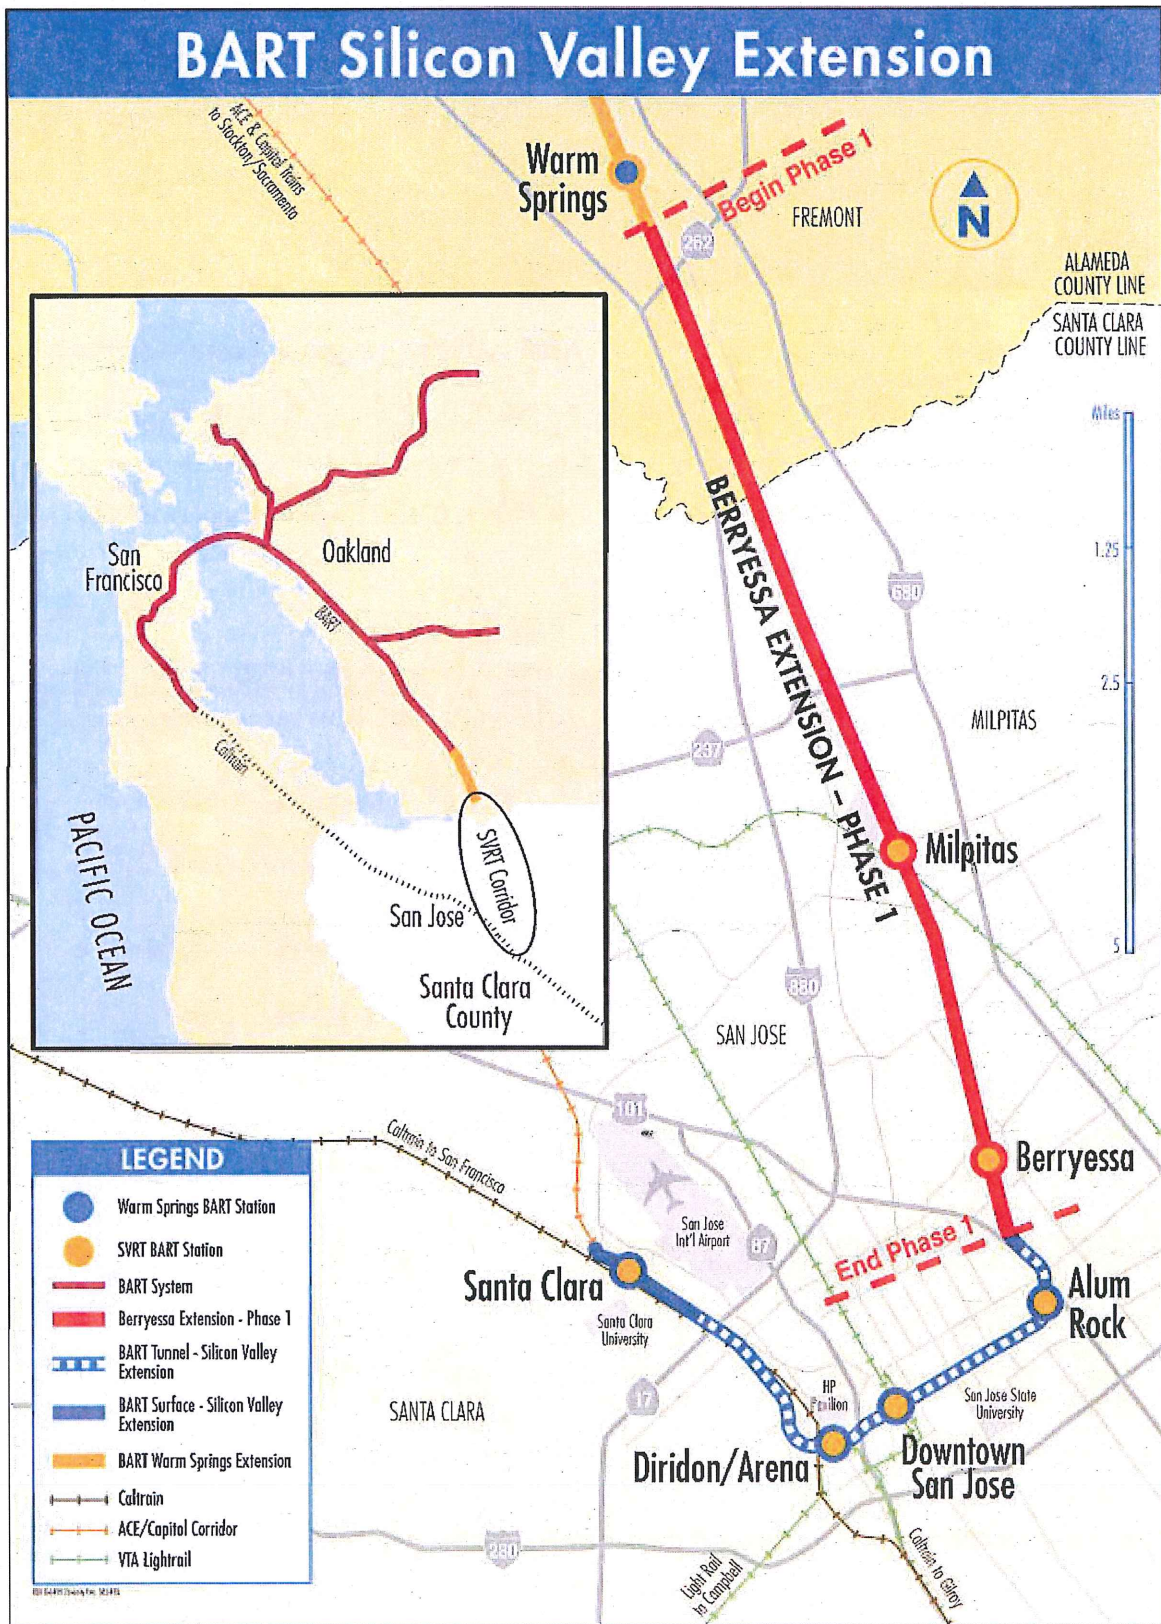 BART Silicon Valley Extension
ACE & Capitol Trains
to Stockton/Sacramento
Warm
Springs
Begin Phase 1
262
FREMONT
N
ALAMEDA
COUNTY LINE
SANTA CLARA
COUNTY LINE
Miles
1.25
2.5
5
BERRYESSA EXTENSION – PHASE 1
680
237
MILPITAS
Milpitas
880
SAN JOSE
San
Francisco
Oakland
BART
Caltrain
PACIFIC OCEAN
SVRT Corridor
San Jose
Santa Clara
County
101
Caltrain to San Francisco
Berryessa
San Jose
Int'l Airport
87
End Phase 1
Santa Clara
Santa Clara
University
Alum
Rock
17
HP
Pavilion
San Jose State
University
SANTA CLARA
Diridon/Arena
Downtown
San Jose
280
Light Rail
to Campbell
Caltrain to Gilroy
LEGEND
Warm Springs BART Station
SVRT BART Station
BART System
Berryessa Extension - Phase 1
BART Tunnel - Silicon Valley
Extension
BART Surface - Silicon Valley
Extension
BART Warm Springs Extension
Caltrain
ACE/Capitol Corridor
VTA Lightrail